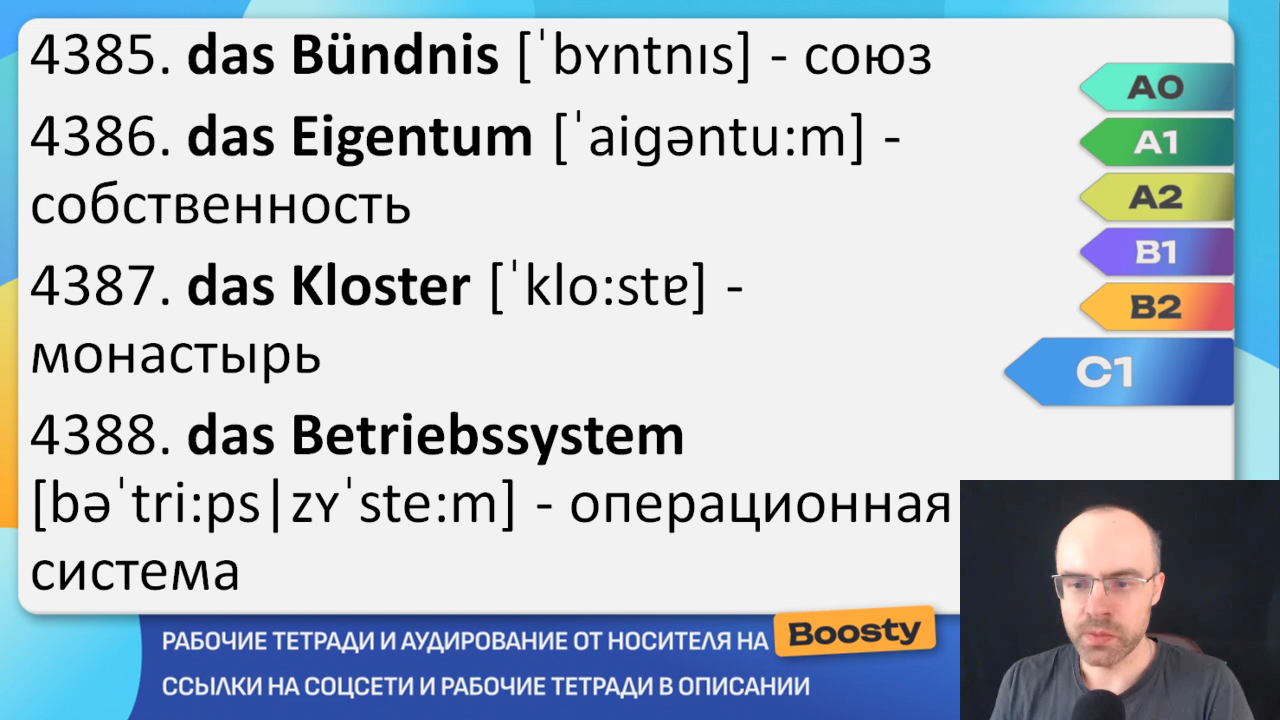 4385. das Bündnis [ˈbʏntnɪs] - союз
4386. das Eigentum [ˈaigəntu:m] -
собственность
4387. das Kloster [ˈklo:stɐ] -
монастырь
4388. das Betriebssystem
[bəˈtri:ps|zʏˈste:m] - операционная
система
A0
A1
A2
B1
B2
C1
РАБОЧИЕ ТЕТРАДИ И АУДИРОВАНИЕ ОТ НОСИТЕЛЯ НА Boosty
ССЫЛКИ НА СОЦСЕТИ И РАБОЧИЕ ТЕТРАДИ В ОПИСАНИИ